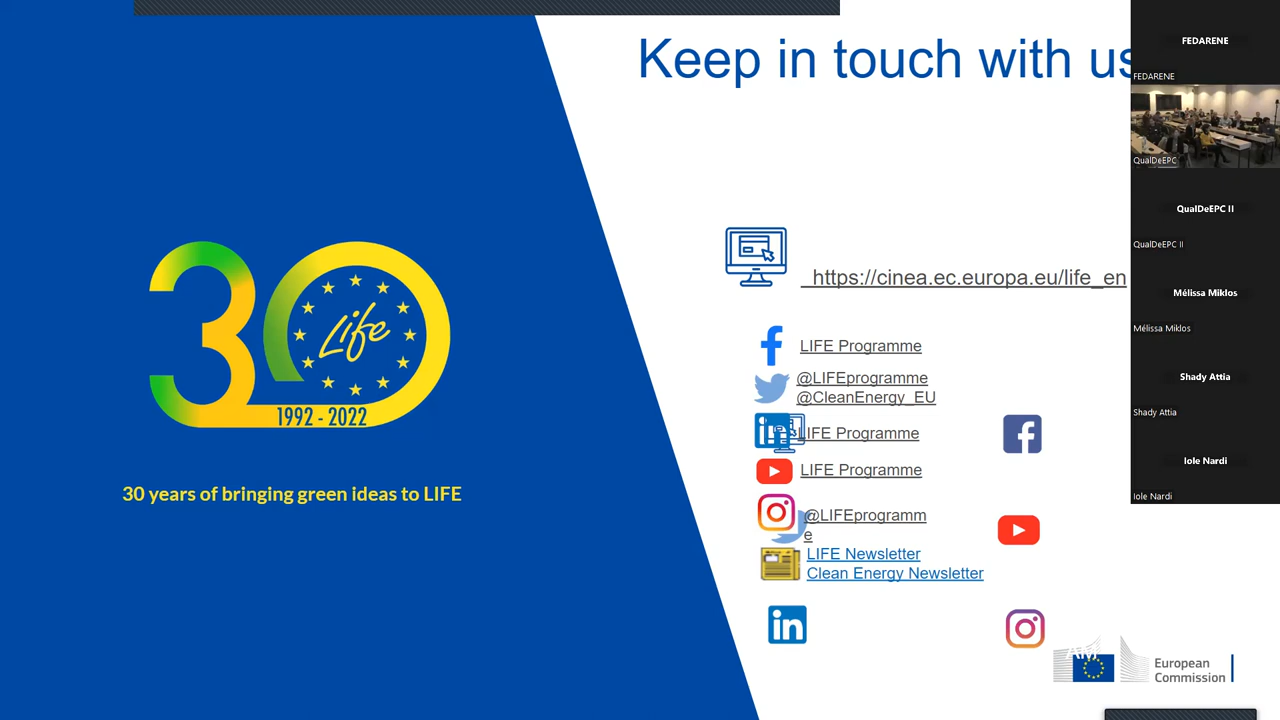 Keep in touch with us
https://cinea.ec.europa.eu/life_en
LIFE Programme
@LIFEprogramme
@CleanEnergy_EU
LIFE Programme
LIFE Programme
@LIFEprogramm
e
LIFE Newsletter
Clean Energy Newsletter
30
Life
1992 - 2022
30 years of bringing green ideas to LIFE
European
Commission
AM
FEDARENE
FEDARENE
QualDeEPC
QualDeEPC II
QualDeEPC II
Mélissa Miklos
Mélissa Miklos
Shady Attia
Shady Attia
Iole Nardi
Iole Nardi